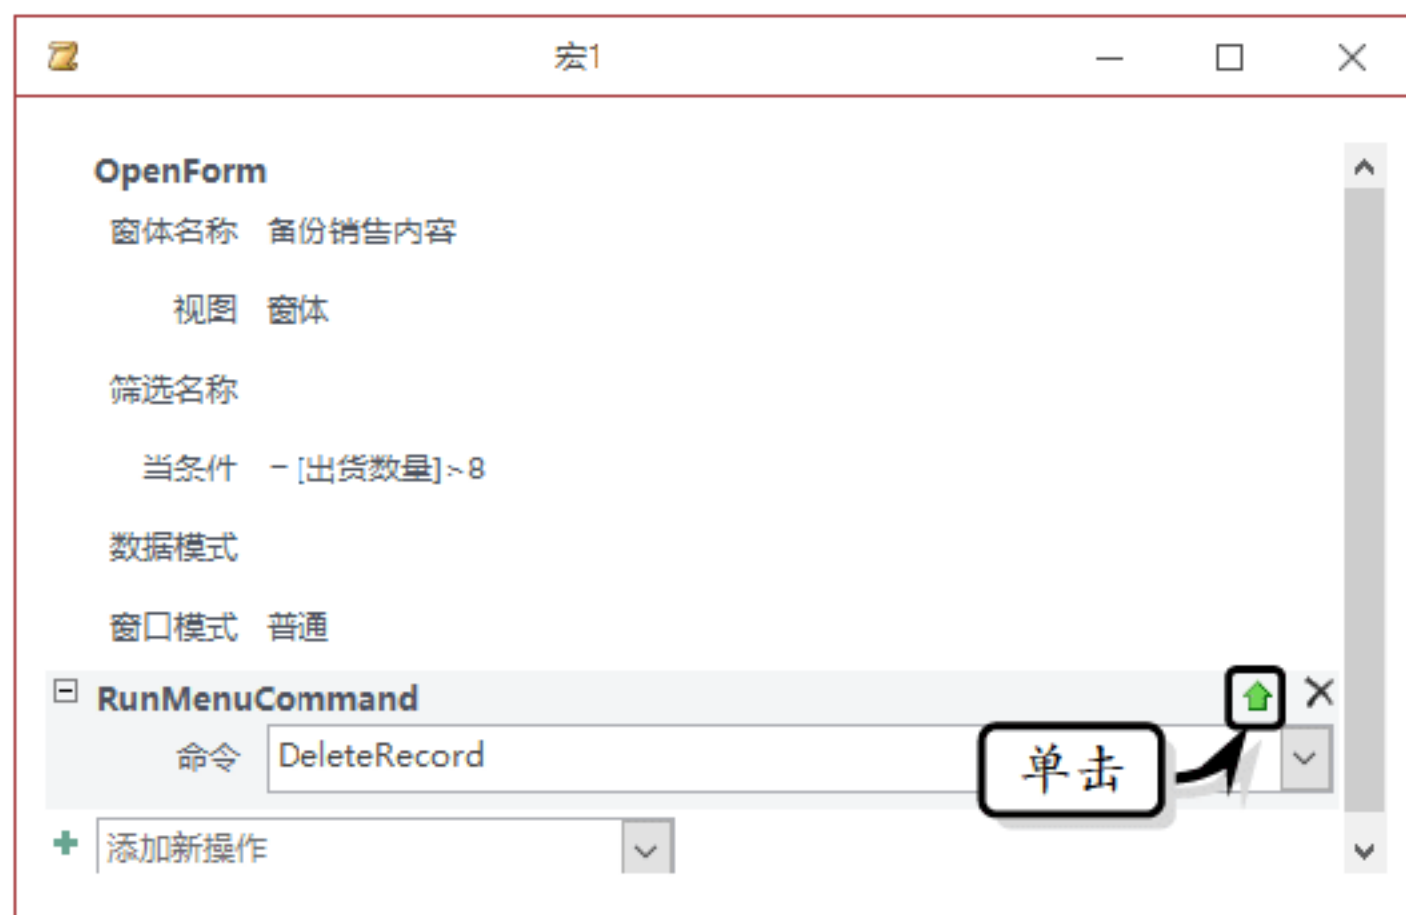 宏1
OpenForm
窗体名称 备份销售内容
视图 窗体
筛选名称
当条件 = [出货数量]>8
数据模式
窗口模式 普通
RunMenuCommand
命令 DeleteRecord
单击
添加新操作